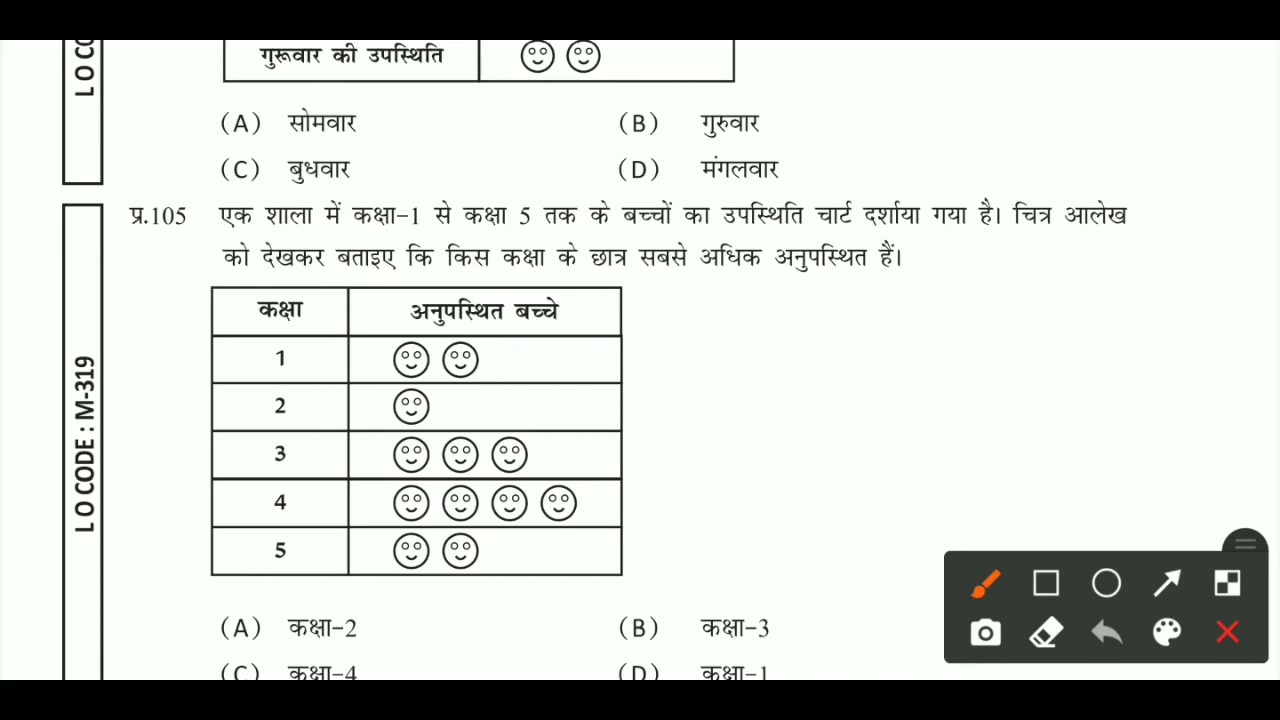 L O CO
गुरूवार की उपस्थिति
(A) सोमवार (B) गुरुवार
(C) बुधवार (D) मंगलवार
L O CODE : M-319
प्र.105 एक शाला में कक्षा-1 से कक्षा 5 तक के बच्चों का उपस्थिति चार्ट दर्शाया गया है। चित्र आलेख
को देखकर बताइए कि किस कक्षा के छात्र सबसे अधिक अनुपस्थित हैं।
कक्षा अनुपस्थित बच्चे
1
2
3
4
5
(A) कक्षा-2 (B) कक्षा-3
(C) कक्षा-4 (D) कक्षा-1